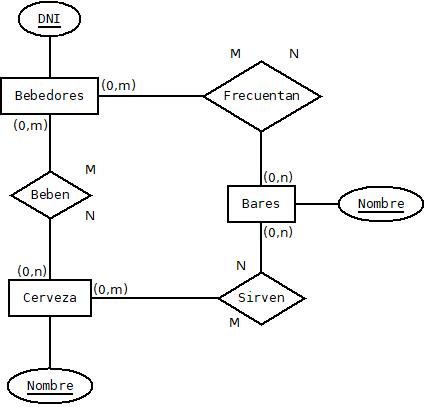 DNI
M N
Bebedores (0,m) Frecuentan
(0,m)
M
(0,n)
Beben Bares Nombre
N
(0,n)
N
(0,n)
Cerveza (0,m) Sirven
M
Nombre